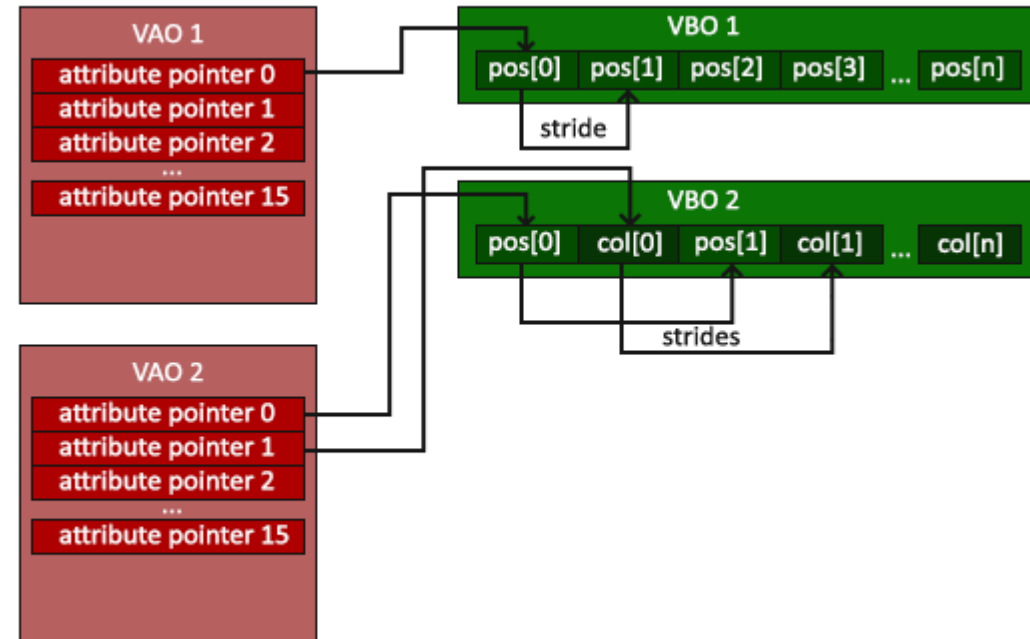 VAO 1
attribute pointer 0
attribute pointer 1
attribute pointer 2
...
attribute pointer 15
VBO 1
pos[0] pos[1] pos[2] pos[3] ... pos[n]
stride
VBO 2
pos[0] col[0] pos[1] col[1] ... col[n]
strides
VAO 2
attribute pointer 0
attribute pointer 1
attribute pointer 2
...
attribute pointer 15